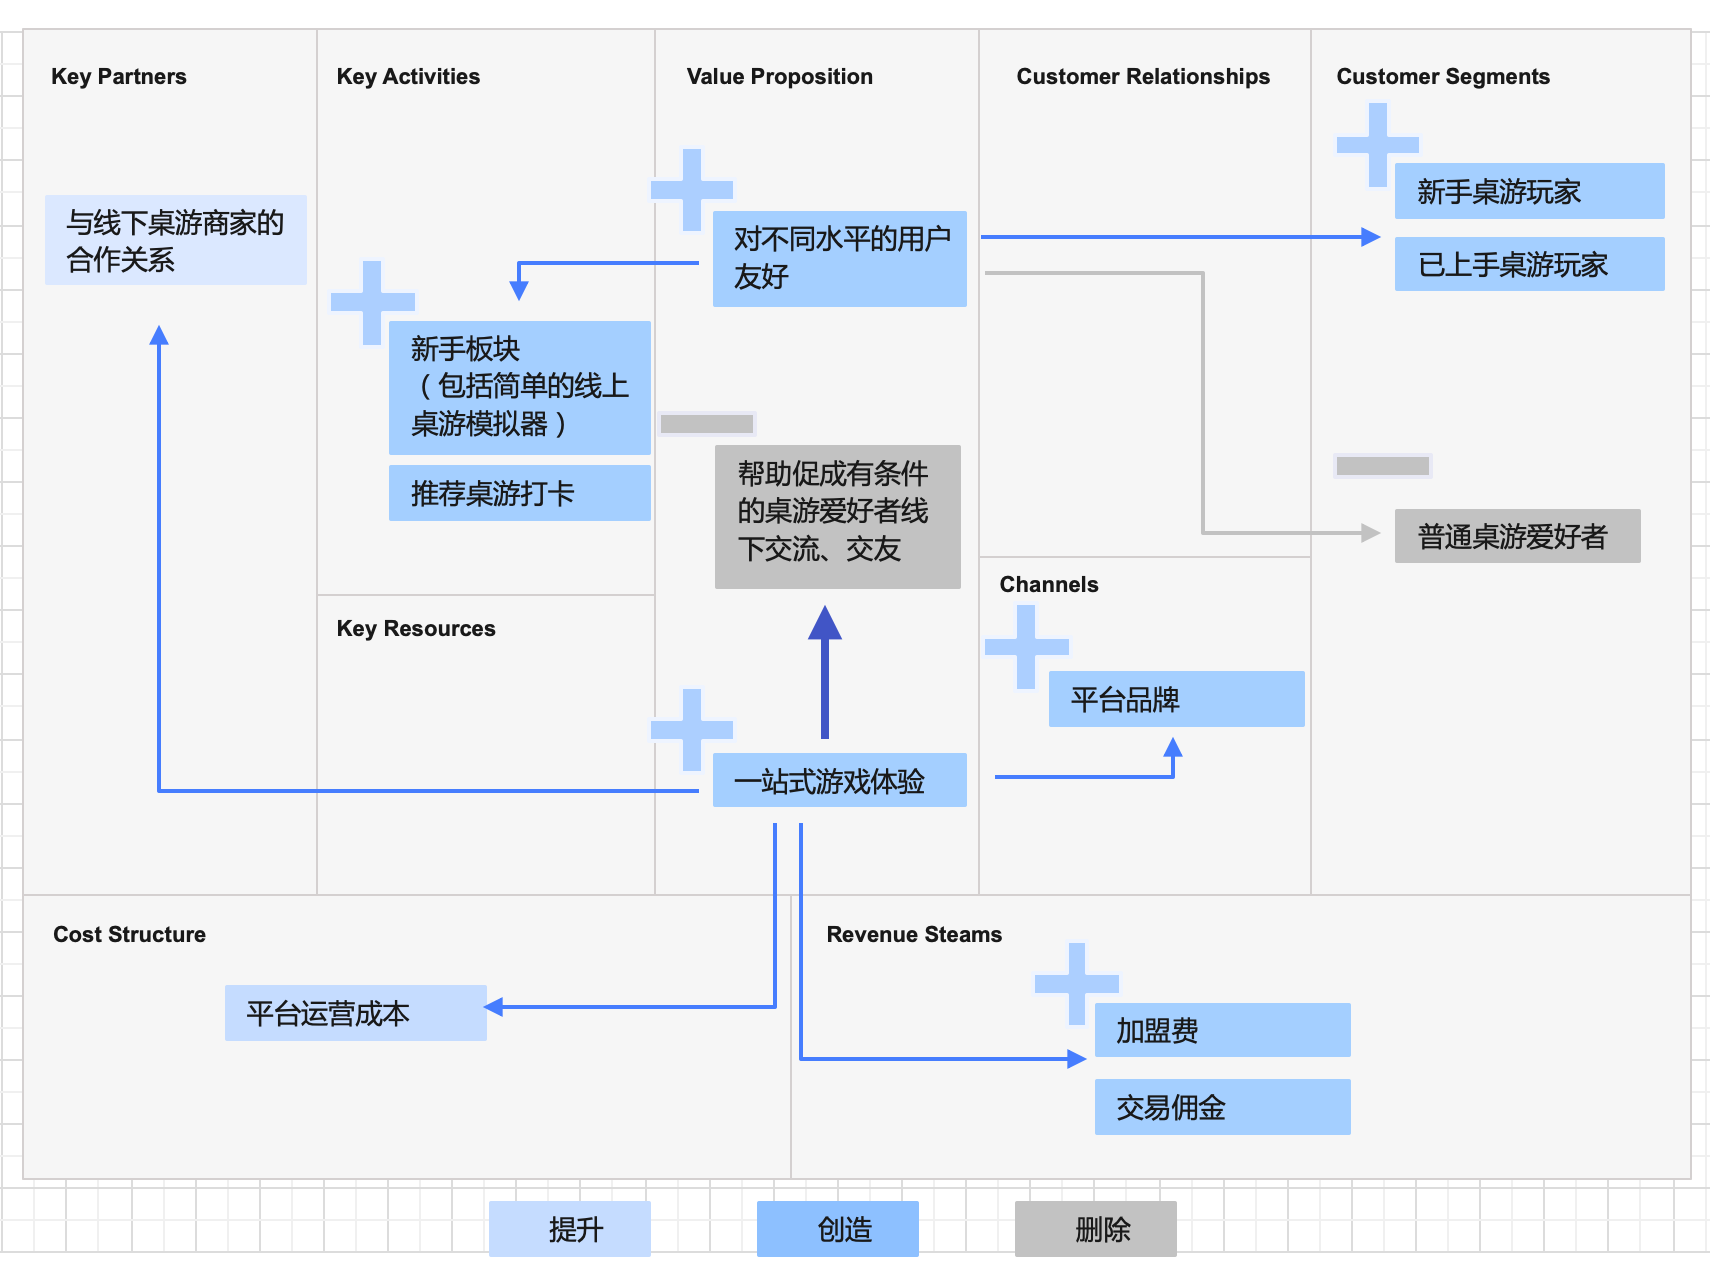 Key Partners
与线下桌游商家的
合作关系
Key Activities
新手板块
（包括简单的线上
桌游模拟器）
推荐桌游打卡
Key Resources
Value Proposition
对不同水平的用户
友好
帮助促成有条件
的桌游爱好者线
下交流、交友
一站式游戏体验
Customer Relationships
Channels
平台品牌
Customer Segments
新手桌游玩家
已上手桌游玩家
普通桌游爱好者
Cost Structure
平台运营成本
Revenue Steams
加盟费
交易佣金
提升
创造
删除